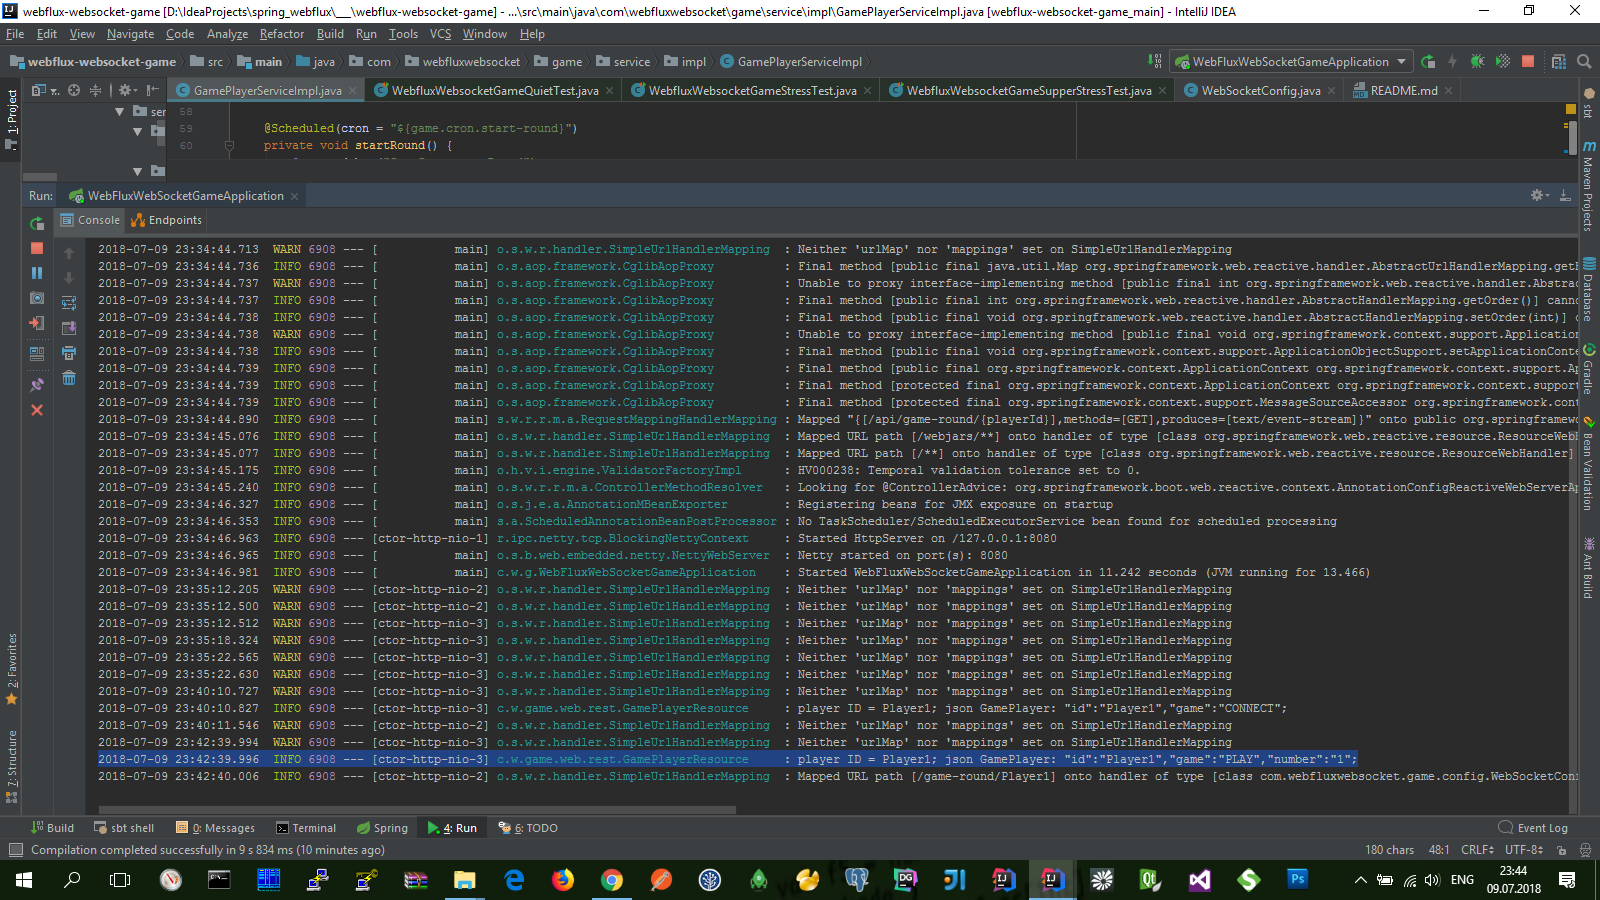 webflux-websocket-game [D:\IdeaProjects\spring_webflux\___\webflux-websocket-game] - ...\src\main\java\com\webfluxwebsocket\game\service\impl\GamePlayerServiceImpl.java [webflux-websocket-game_main] - IntelliJ IDEA
File Edit View Navigate Code Analyze Refactor Build Run Tools VCS Window Help
webflux-websocket-game src main java com webfluxwebsocket game service impl GamePlayerServiceImpl WebFluxWebSocketGameApplication
GamePlayerServiceImpl.java WebfluxWebsocketGameQuietTest.java WebfluxWebsocketGameStressTest.java WebfluxWebsocketGameSupperStressTest.java WebSocketConfig.java README.md
1: Project
ser
58
59 @Scheduled(cron = "${game.cron.start-round}")
60 private void startRound() {
Run: WebFluxWebSocketGameApplication
Console Endpoints
2018-07-09 23:34:44.713 WARN 6908 --- [ main] o.s.w.r.handler.SimpleUrlHandlerMapping : Neither 'urlMap' nor 'mappings' set on SimpleUrlHandlerMapping
2018-07-09 23:34:44.736 INFO 6908 --- [ main] o.s.aop.framework.CglibAopProxy : Final method [public final java.util.Map org.springframework.web.reactive.handler.AbstractUrlHandlerMapping.getH
2018-07-09 23:34:44.737 WARN 6908 --- [ main] o.s.aop.framework.CglibAopProxy : Unable to proxy interface-implementing method [public final int org.springframework.web.reactive.handler.Abstrac
2018-07-09 23:34:44.737 INFO 6908 --- [ main] o.s.aop.framework.CglibAopProxy : Final method [public final int org.springframework.web.reactive.handler.AbstractHandlerMapping.getOrder()] canno
2018-07-09 23:34:44.738 INFO 6908 --- [ main] o.s.aop.framework.CglibAopProxy : Final method [public final void org.springframework.web.reactive.handler.AbstractHandlerMapping.setOrder(int)] c
2018-07-09 23:34:44.738 WARN 6908 --- [ main] o.s.aop.framework.CglibAopProxy : Unable to proxy interface-implementing method [public final void org.springframework.context.support.Application
2018-07-09 23:34:44.738 INFO 6908 --- [ main] o.s.aop.framework.CglibAopProxy : Final method [public final void org.springframework.context.support.ApplicationObjectSupport.setApplicationConte
2018-07-09 23:34:44.739 INFO 6908 --- [ main] o.s.aop.framework.CglibAopProxy : Final method [public final org.springframework.context.ApplicationContext org.springframework.context.support.Ap
2018-07-09 23:34:44.739 INFO 6908 --- [ main] o.s.aop.framework.CglibAopProxy : Final method [protected final org.springframework.context.ApplicationContext org.springframework.context.support
2018-07-09 23:34:44.739 INFO 6908 --- [ main] o.s.aop.framework.CglibAopProxy : Final method [protected final org.springframework.context.support.MessageSourceAccessor org.springframework.cont
2018-07-09 23:34:44.890 INFO 6908 --- [ main] s.w.r.r.m.a.RequestMappingHandlerMapping : Mapped "{[/api/game-round/{playerId}],methods=[GET],produces=[text/event-stream]}" onto public org.springframew
2018-07-09 23:34:45.076 INFO 6908 --- [ main] o.s.w.r.handler.SimpleUrlHandlerMapping : Mapped URL path [/webjars/**] onto handler of type [class org.springframework.web.reactive.resource.ResourceWebH
2018-07-09 23:34:45.077 INFO 6908 --- [ main] o.s.w.r.handler.SimpleUrlHandlerMapping : Mapped URL path [/**] onto handler of type [class org.springframework.web.reactive.resource.ResourceWebHandler]
2018-07-09 23:34:45.175 INFO 6908 --- [ main] o.h.v.i.engine.ValidatorFactoryImpl : HV000238: Temporal validation tolerance set to 0.
2018-07-09 23:34:45.240 INFO 6908 --- [ main] o.s.w.r.r.m.a.ControllerMethodResolver : Looking for @ControllerAdvice: org.springframework.boot.web.reactive.context.AnnotationConfigReactiveWebServerAp
2018-07-09 23:34:46.327 INFO 6908 --- [ main] o.s.j.e.a.AnnotationMBeanExporter : Registering beans for JMX exposure on startup
2018-07-09 23:34:46.353 INFO 6908 --- [ main] s.a.ScheduledAnnotationBeanPostProcessor : No TaskScheduler/ScheduledExecutorService bean found for scheduled processing
2018-07-09 23:34:46.963 INFO 6908 --- [ctor-http-nio-1] r.ipc.netty.tcp.BlockingNettyContext : Started HttpServer on /127.0.0.1:8080
2018-07-09 23:34:46.965 INFO 6908 --- [ main] o.s.b.web.embedded.netty.NettyWebServer : Netty started on port(s): 8080
2018-07-09 23:34:46.981 INFO 6908 --- [ main] c.w.g.WebFluxWebSocketGameApplication : Started WebFluxWebSocketGameApplication in 11.242 seconds (JVM running for 13.466)
2018-07-09 23:35:12.205 WARN 6908 --- [ctor-http-nio-2] o.s.w.r.handler.SimpleUrlHandlerMapping : Neither 'urlMap' nor 'mappings' set on SimpleUrlHandlerMapping
2018-07-09 23:35:12.500 WARN 6908 --- [ctor-http-nio-2] o.s.w.r.handler.SimpleUrlHandlerMapping : Neither 'urlMap' nor 'mappings' set on SimpleUrlHandlerMapping
2018-07-09 23:35:12.512 WARN 6908 --- [ctor-http-nio-3] o.s.w.r.handler.SimpleUrlHandlerMapping : Neither 'urlMap' nor 'mappings' set on SimpleUrlHandlerMapping
2018-07-09 23:35:18.324 WARN 6908 --- [ctor-http-nio-3] o.s.w.r.handler.SimpleUrlHandlerMapping : Neither 'urlMap' nor 'mappings' set on SimpleUrlHandlerMapping
2018-07-09 23:35:22.565 WARN 6908 --- [ctor-http-nio-3] o.s.w.r.handler.SimpleUrlHandlerMapping : Neither 'urlMap' nor 'mappings' set on SimpleUrlHandlerMapping
2018-07-09 23:35:22.630 WARN 6908 --- [ctor-http-nio-3] o.s.w.r.handler.SimpleUrlHandlerMapping : Neither 'urlMap' nor 'mappings' set on SimpleUrlHandlerMapping
2018-07-09 23:40:10.727 WARN 6908 --- [ctor-http-nio-3] o.s.w.r.handler.SimpleUrlHandlerMapping : Neither 'urlMap' nor 'mappings' set on SimpleUrlHandlerMapping
2018-07-09 23:40:10.827 INFO 6908 --- [ctor-http-nio-3] c.w.game.web.rest.GamePlayerResource : player ID = Player1; json GamePlayer: "id":"Player1","game":"CONNECT";
2018-07-09 23:40:11.546 WARN 6908 --- [ctor-http-nio-2] o.s.w.r.handler.SimpleUrlHandlerMapping : Neither 'urlMap' nor 'mappings' set on SimpleUrlHandlerMapping
2018-07-09 23:42:39.994 WARN 6908 --- [ctor-http-nio-3] o.s.w.r.handler.SimpleUrlHandlerMapping : Neither 'urlMap' nor 'mappings' set on SimpleUrlHandlerMapping
2018-07-09 23:42:39.996 INFO 6908 --- [ctor-http-nio-3] c.w.game.web.rest.GamePlayerResource : player ID = Player1; json GamePlayer: "id":"Player1","game":"PLAY","number":"1";
2018-07-09 23:42:40.006 INFO 6908 --- [ctor-http-nio-2] o.s.w.r.handler.SimpleUrlHandlerMapping : Mapped URL path [/game-round/Player1] onto handler of type [class com.webfluxwebsocket.game.config.WebSocketCon
2: Favorites
7: Structure
sbt
Maven Projects
Database
Gradle
Bean Validation
Ant Build
Build sbt shell 0: Messages Terminal Spring 4: Run 6: TODO Event Log
Compilation completed successfully in 9 s 834 ms (10 minutes ago) 180 chars 48:1 CRLF UTF-8
ENG 23:44
09.07.2018